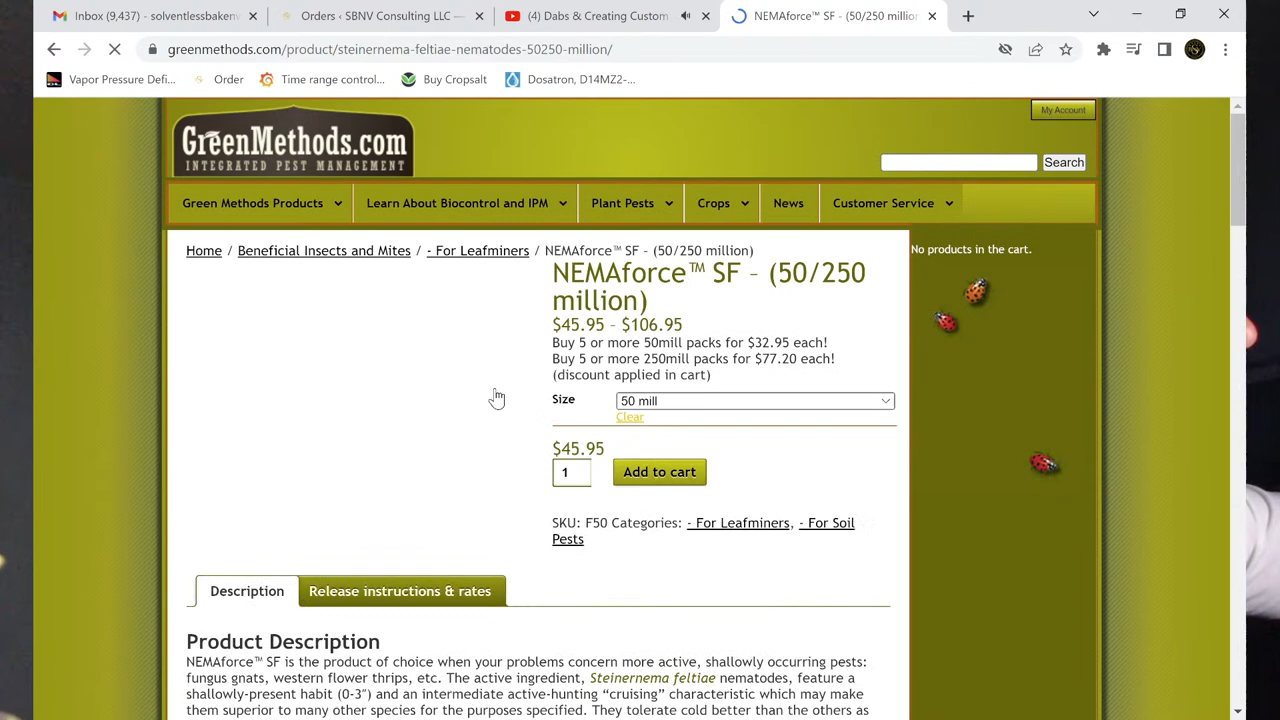 Inbox (9,437) - solventlessbaken
Orders ‹ SBNV Consulting LLC —
(4) Dabs & Creating Custom
NEMAforce™ SF – (50/250 million
greenmethods.com/product/steinernema-feltiae-nematodes-50250-million/
Vapor Pressure Defi...
Order
Time range control...
Buy Cropsalt
Dosatron, D14MZ2-...
My Account
GreenMethods.com
INTEGRATED PEST MANAGEMENT
Search
Green Methods Products
Learn About Biocontrol and IPM
Plant Pests
Crops
News
Customer Service
Home / Beneficial Insects and Mites / - For Leafminers / NEMAforce™ SF – (50/250 million)
No products in the cart.
NEMAforce™ SF – (50/250
million)
$45.95 – $106.95
Buy 5 or more 50mill packs for $32.95 each!
Buy 5 or more 250mill packs for $77.20 each!
(discount applied in cart)
Size
50 mill
Clear
$45.95
1
Add to cart
SKU: F50 Categories: - For Leafminers, - For Soil
Pests
Description
Release instructions & rates
Product Description
NEMAforce™ SF is the product of choice when your problems concern more active, shallowly occurring pests:
fungus gnats, western flower thrips, etc. The active ingredient, Steinernema feltiae nematodes, feature a
shallowly-present habit (0-3″) and an intermediate active-hunting “cruising” characteristic which may make
them superior to many other species for the purposes specified. They tolerate cold better than the others as